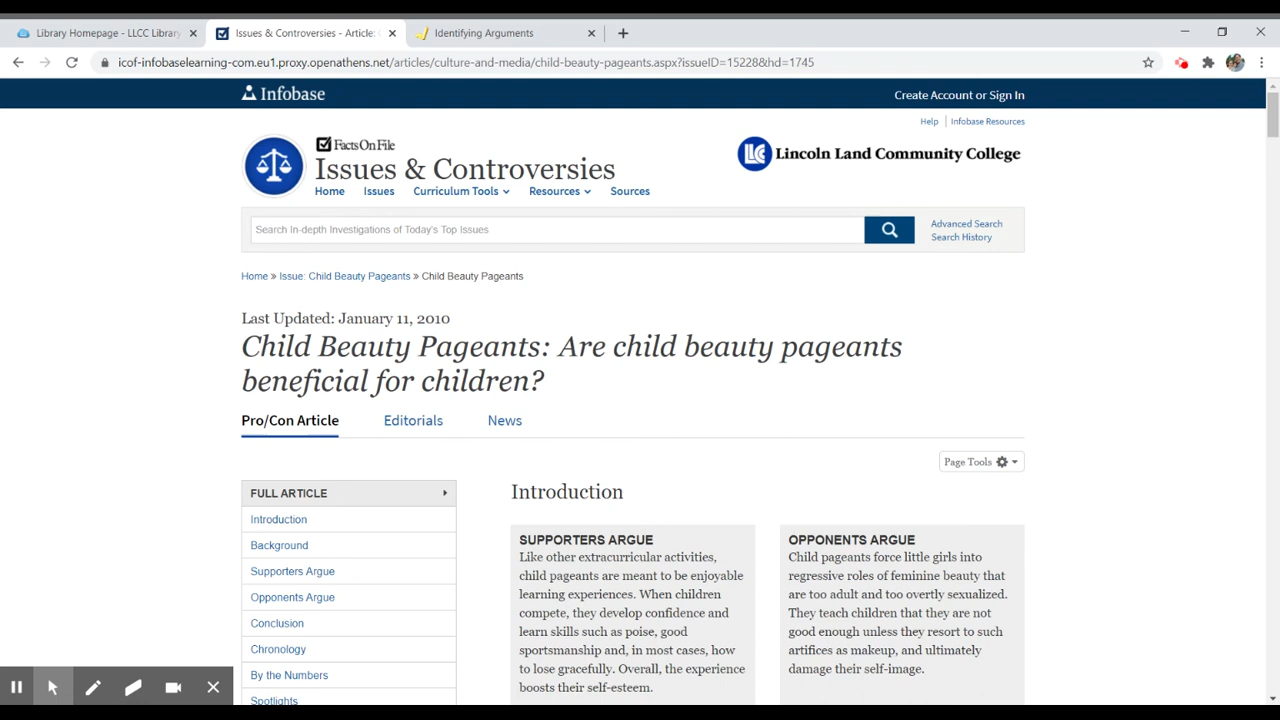 Library Homepage - LLCC Library
Issues & Controversies - Article:
Identifying Arguments
icof-infobaselearning-com.eu1.proxy.openathens.net/articles/culture-and-media/child-beauty-pageants.aspx?issueID=15228&hd=1745
Infobase
Create Account or Sign In
Help
Infobase Resources
FactsOnFile
Issues & Controversies
Lincoln Land Community College
LLC
Home Issues Curriculum Tools Resources Sources
Search In-depth Investigations of Today's Top Issues
Advanced Search
Search History
Home » Issue: Child Beauty Pageants » Child Beauty Pageants
Last Updated: January 11, 2010
Child Beauty Pageants: Are child beauty pageants
beneficial for children?
Pro/Con Article Editorials News
Page Tools
FULL ARTICLE
Introduction
Background
Supporters Argue
Opponents Argue
Conclusion
Chronology
By the Numbers
Spotlights
Introduction
SUPPORTERS ARGUE
Like other extracurricular activities,
child pageants are meant to be enjoyable
learning experiences. When children
compete, they develop confidence and
learn skills such as poise, good
sportsmanship and, in most cases, how
to lose gracefully. Overall, the experience
boosts their self-esteem.
OPPONENTS ARGUE
Child pageants force little girls into
regressive roles of feminine beauty that
are too adult and too overtly sexualized.
They teach children that they are not
good enough unless they resort to such
artifices as makeup, and ultimately
damage their self-image.